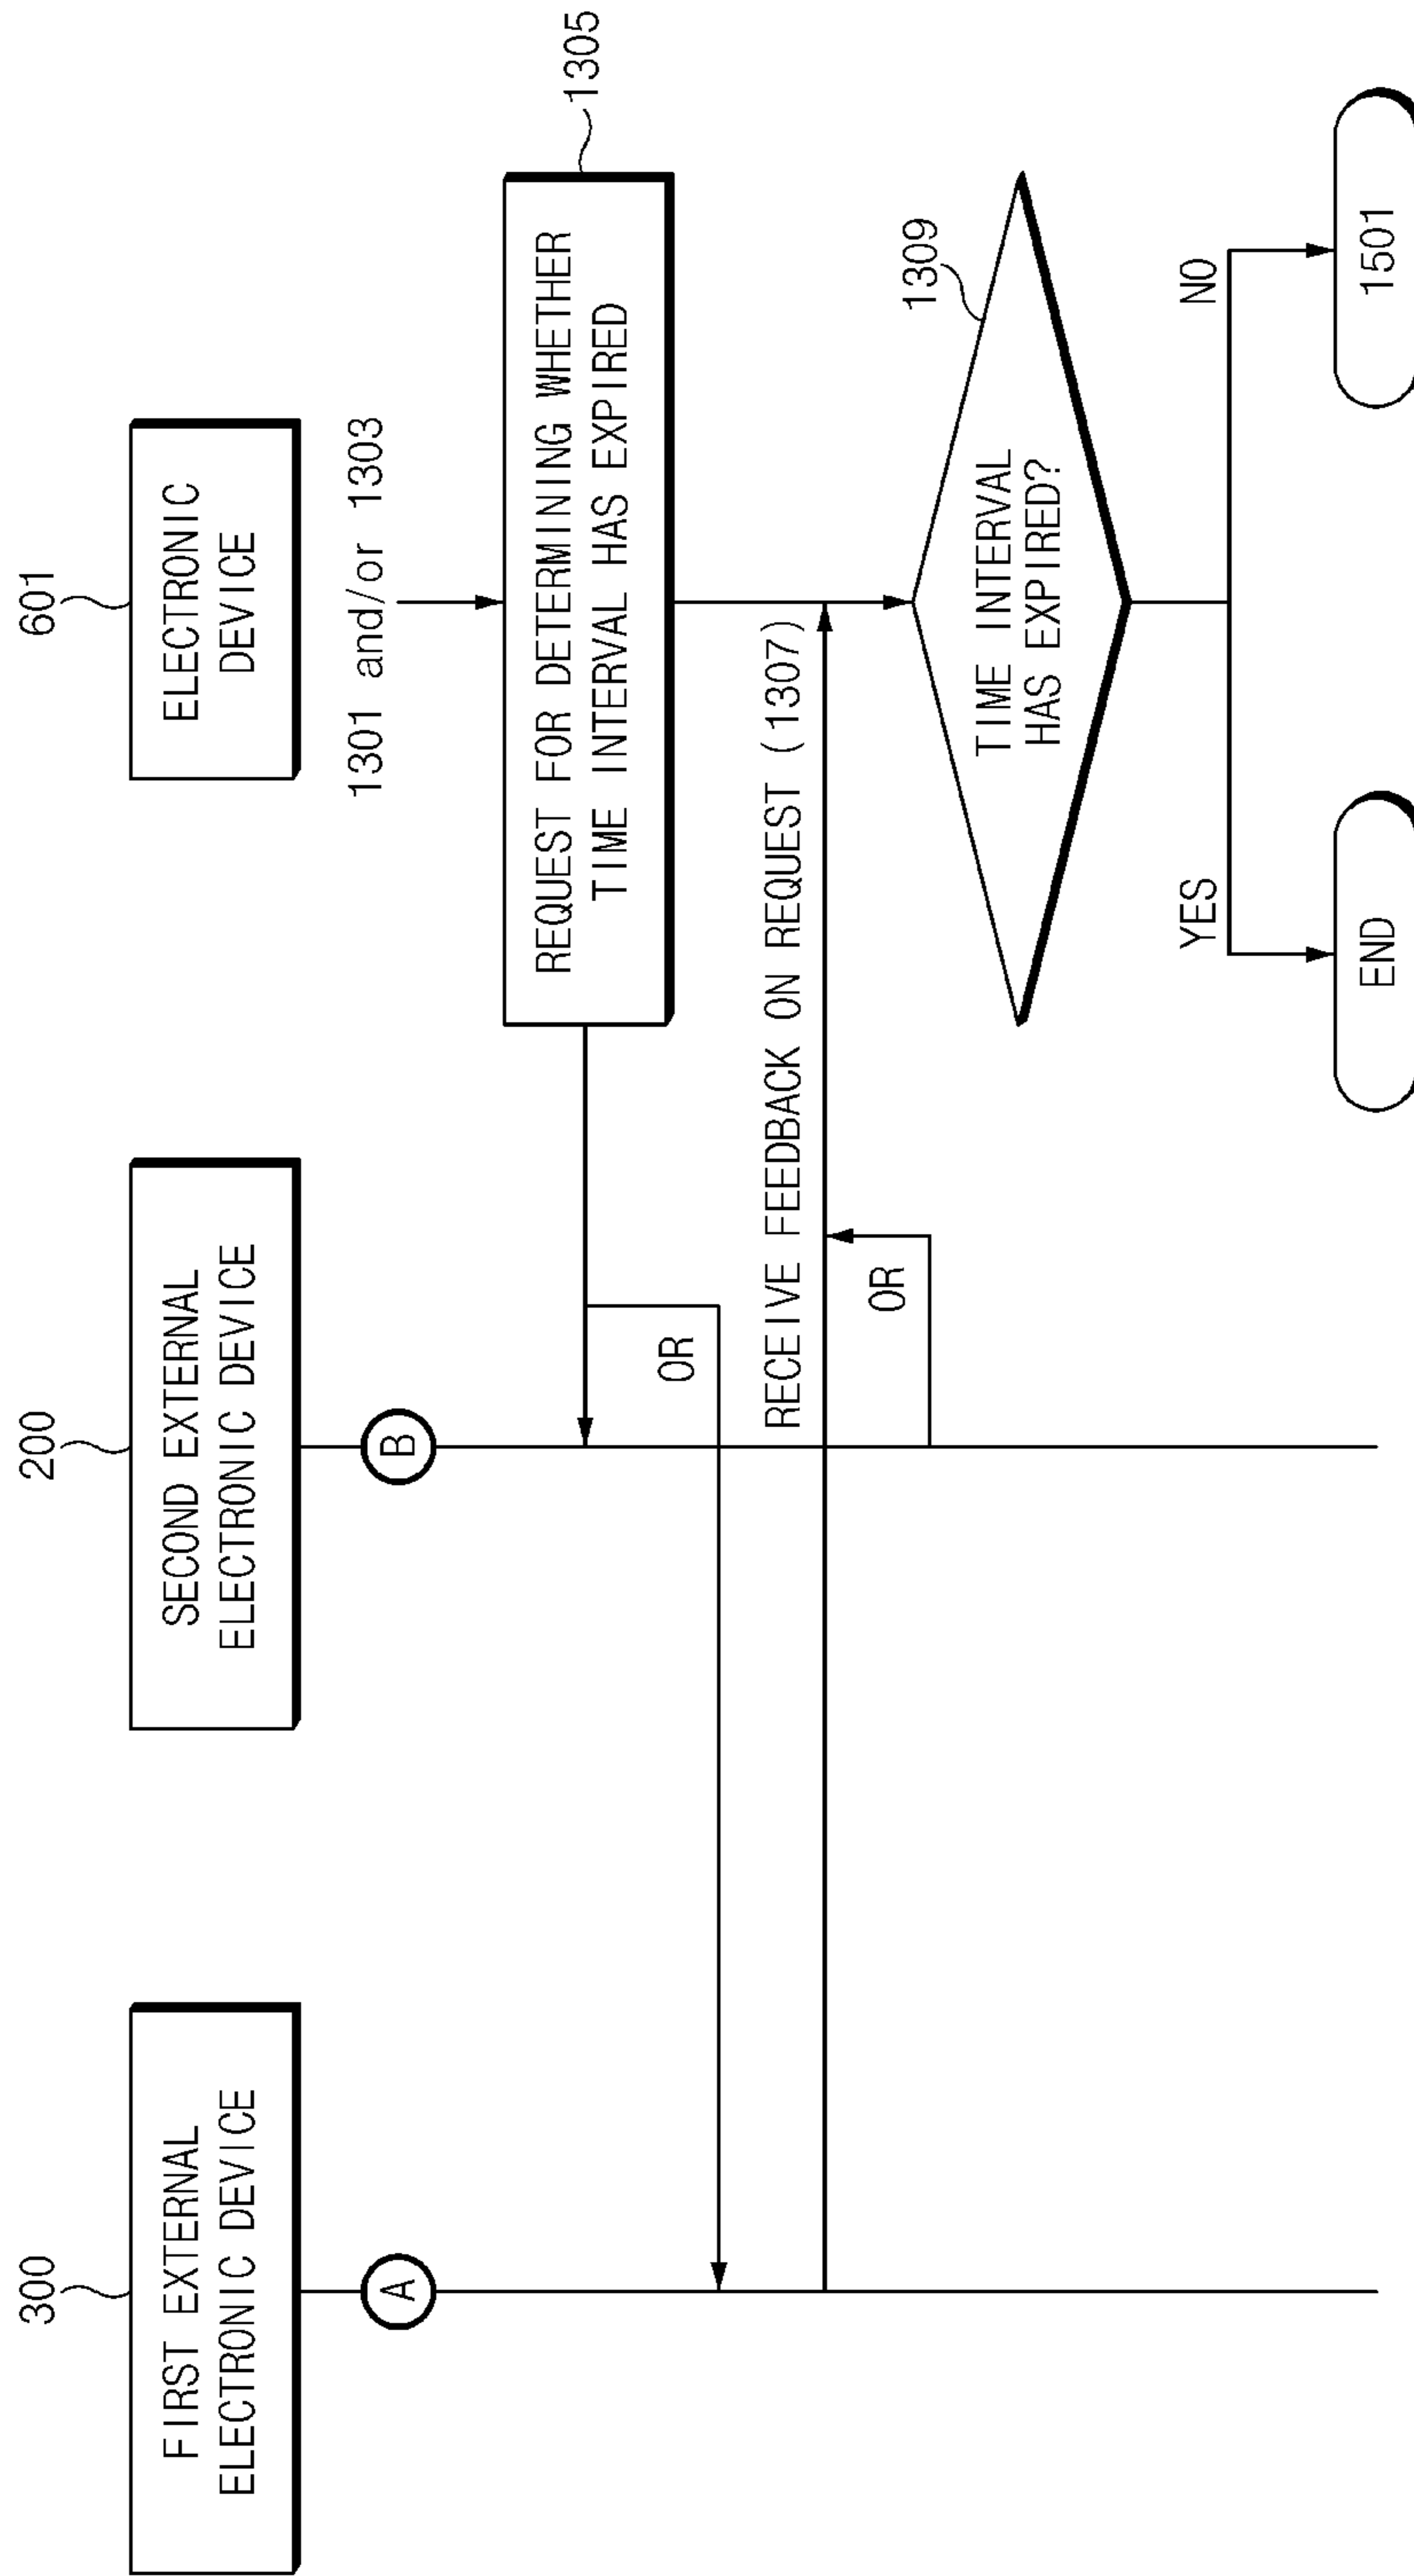 300
FIRST EXTERNAL
ELECTRONIC DEVICE
200
SECOND EXTERNAL
ELECTRONIC DEVICE
601
ELECTRONIC
DEVICE
A
B
1301 and/or 1303
1305
REQUEST FOR DETERMINING WHETHER
TIME INTERVAL HAS EXPIRED
OR
RECEIVE FEEDBACK ON REQUEST (1307)
OR
1309
TIME INTERVAL
HAS EXPIRED?
YES
NO
END
1501